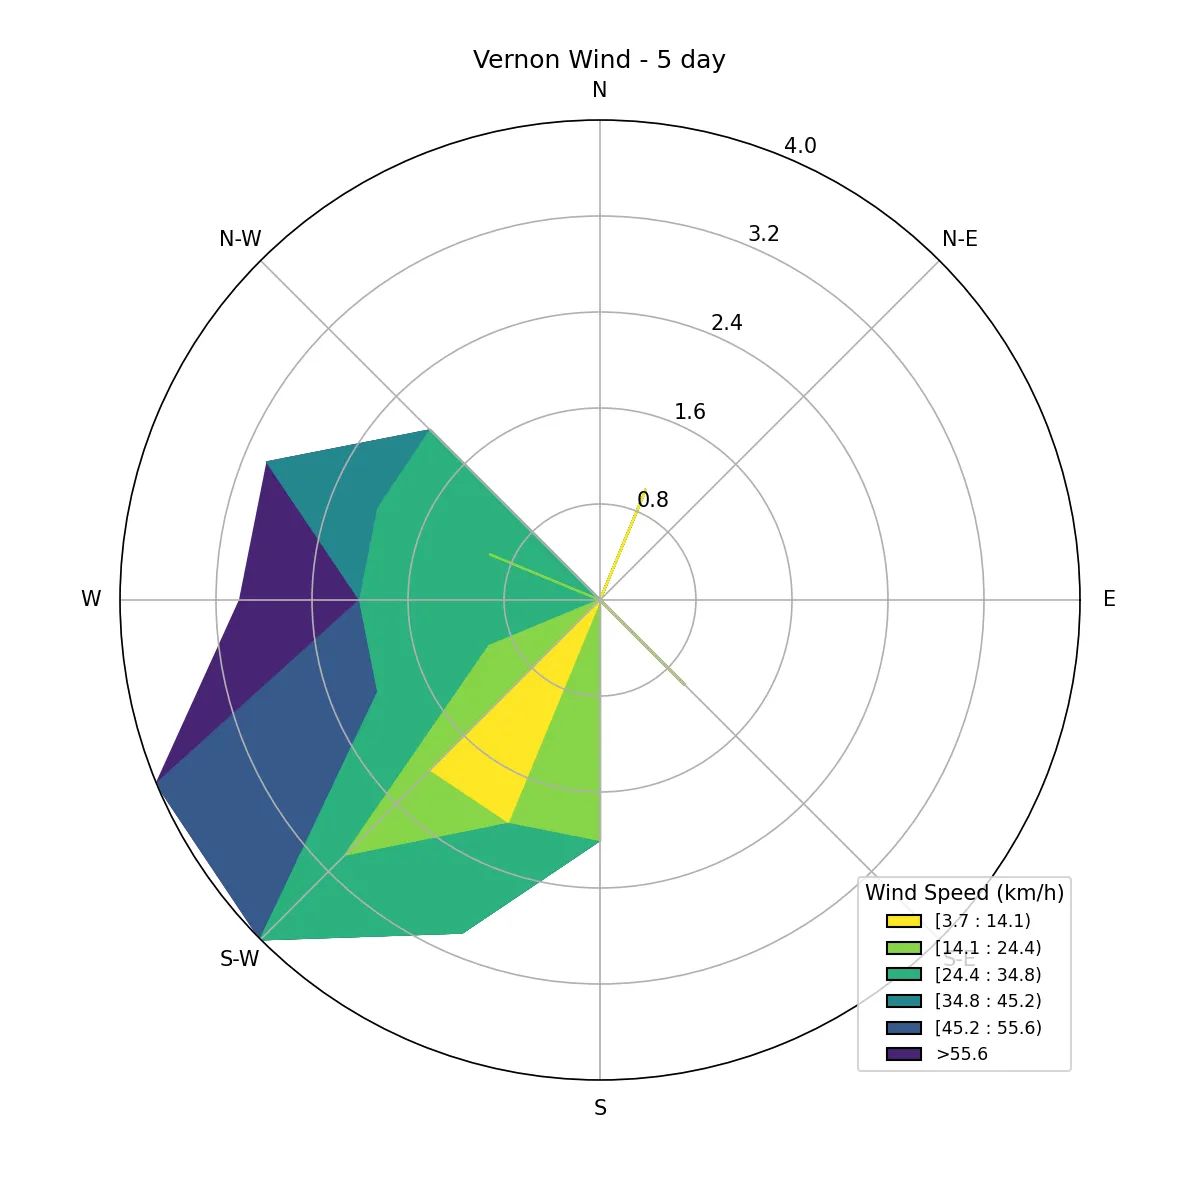 Vernon Wind - 5 day
N
4.0
N-W
N-E
3.2
2.4
1.6
0.8
W
E
S-W
S-E
S
Wind Speed (km/h)
[3.7 : 14.1)
[14.1 : 24.4)
[24.4 : 34.8)
[34.8 : 45.2)
[45.2 : 55.6)
>55.6